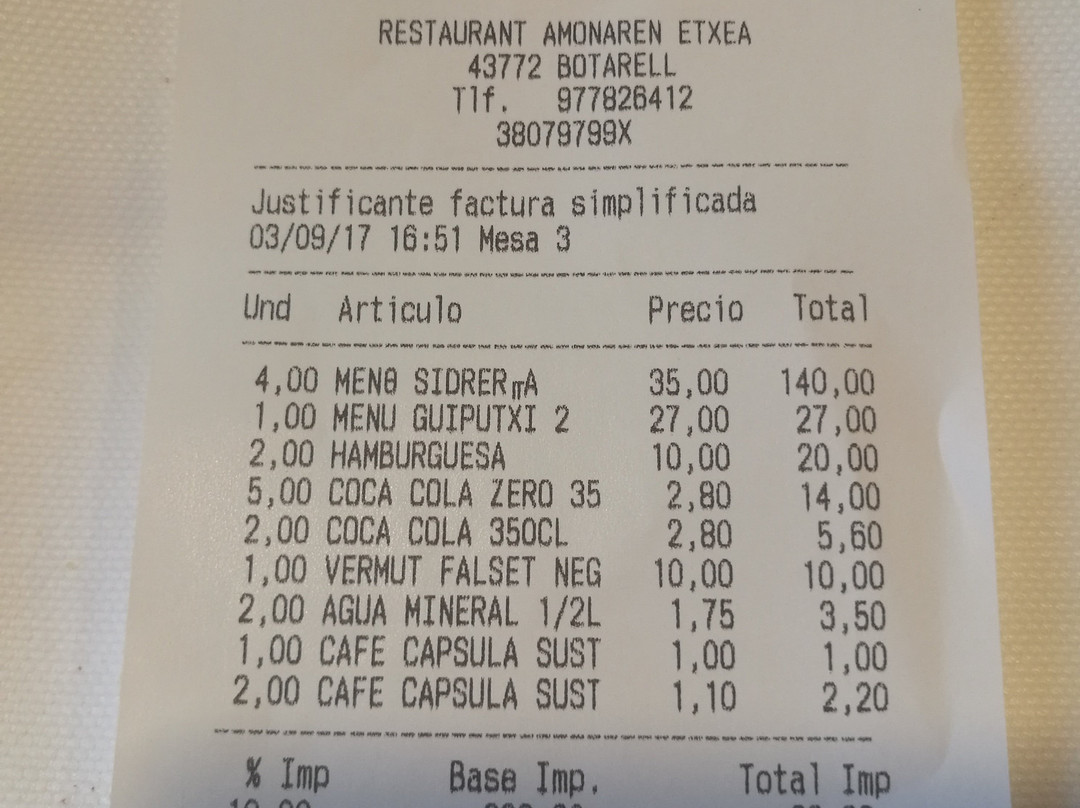 RESTAURANT AMONAREN ETXEA
43772 BOTARELL
Tlf. 977826412
38079799X
Justificante factura simplificada
03/09/17 16:51 Mesa 3
Und Articulo Precio Total
4,00 MENθ SIDRER╥A 35,00 140,00
1,00 MENU GUIPUTXI 2 27,00 27,00
2,00 HAMBURGUESA 10,00 20,00
5,00 COCA COLA ZERO 35 2,80 14,00
2,00 COCA COLA 350CL 2,80 5,60
1,00 VERMUT FALSET NEG 10,00 10,00
2,00 AGUA MINERAL 1/2L 1,75 3,50
1,00 CAFE CAPSULA SUST 1,00 1,00
2,00 CAFE CAPSULA SUST 1,10 2,20
% Imp Base Imp. Total Imp